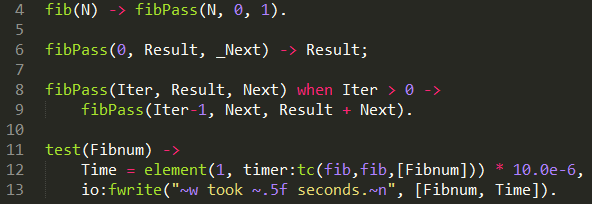 4 fib(N) -> fibPass(N, 0, 1).
5
6 fibPass(0, Result, _Next) -> Result;
7
8 fibPass(Iter, Result, Next) when Iter > 0 ->
9     fibPass(Iter-1, Next, Result + Next).
10
11 test(Fibnum) ->
12     Time = element(1, timer:tc(fib,fib,[Fibnum])) * 10.0e-6,
13     io:fwrite("~w took ~.5f seconds.~n", [Fibnum, Time]).